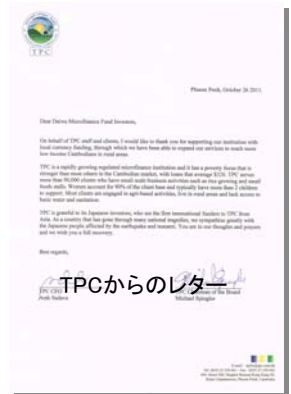 TPC
Phnom Penh, October 26 2011
Dear Daiwa Microfinance Fund Investors,
On behalf of TPC staff and clients, I would like to thank you for supporting our institution with
local currency funding, through which we have been able to expand our services to reach more
low income Cambodians in rural areas.
TPC is a rapidly growing regulated microfinance institution and it has a poverty focus that is
stronger than most others in the Cambodian market, with loans that average $320. TPC serves
more than 90,000 clients who have small scale business activities such as rice growing and small
foods stalls. Women account for 90% of the client base and typically have more than 2 children
to support. Most clients are engaged in agri-based activities, live in rural areas and lack access to
basic water and sanitation.
TPC is grateful to its Japanese investors, who are the first international funders to TPC from
Asia. As a country that has gone through many national tragedies, we sympathize greatly with
the Japanese people affected by the earthquake and tsunami. You are in our thoughts and prayers
and we wish you a full recovery.
Best regards,
TPCからのレター
TPC CEO
of the Board
Michael Spingler